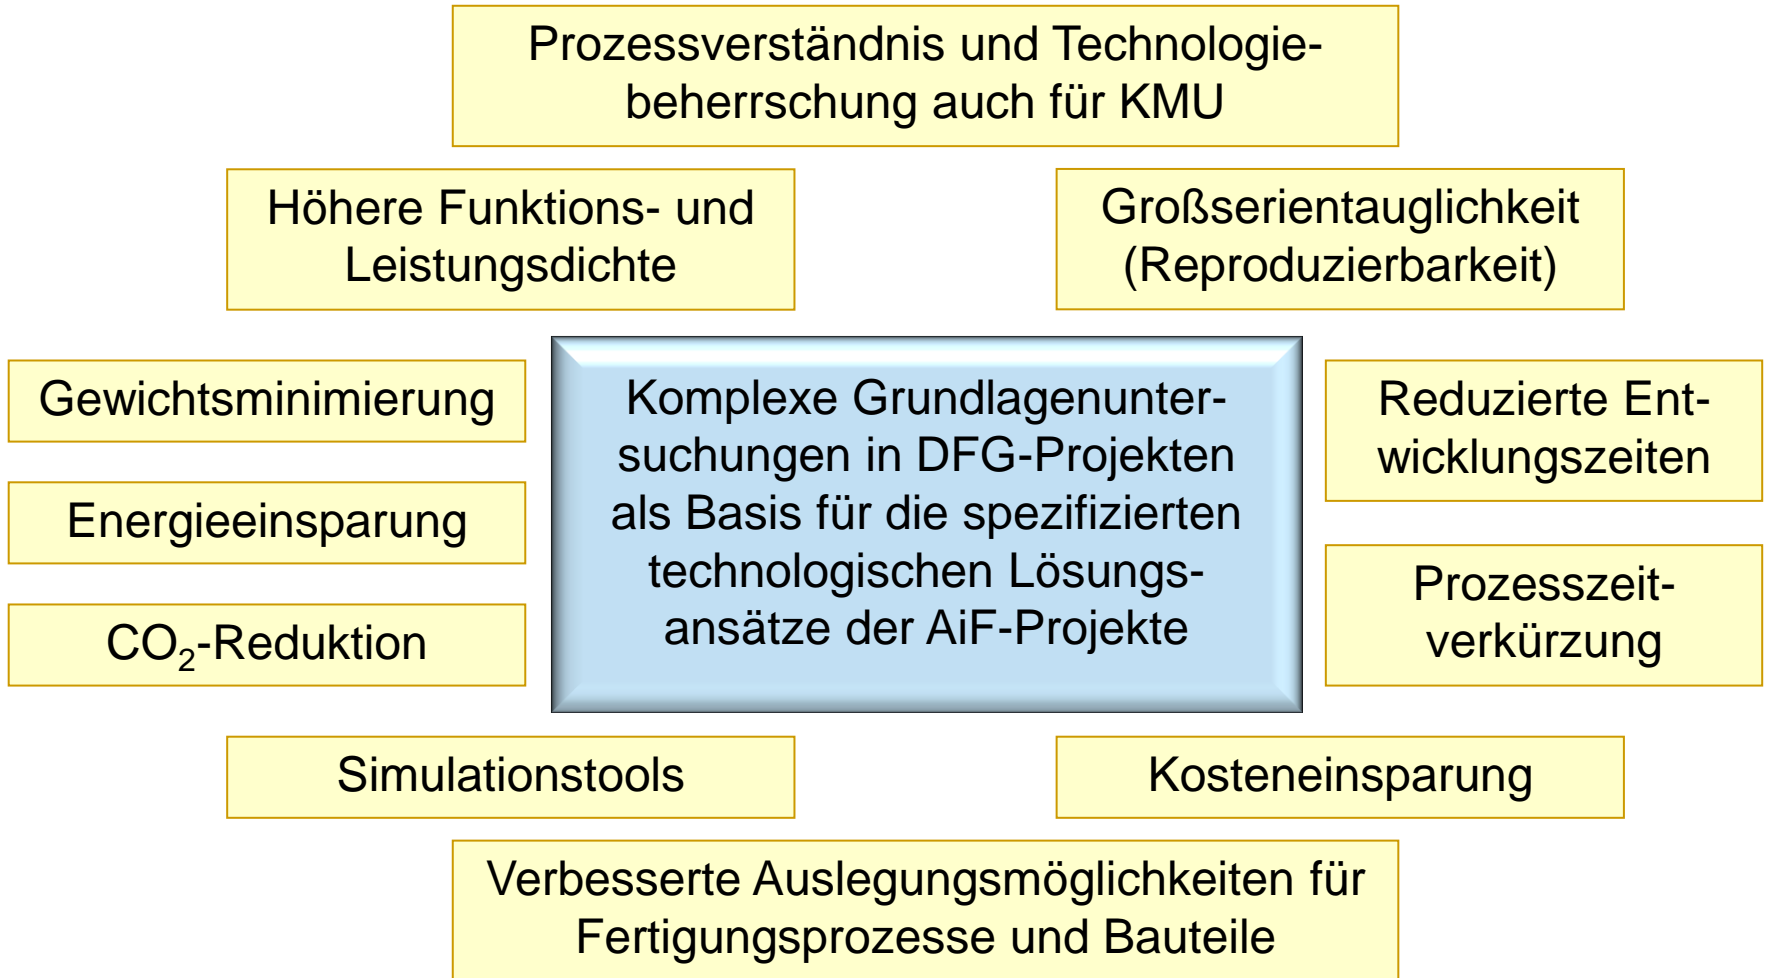 Prozessverständnis und Technologie-
beherrschung auch für KMU
Höhere Funktions- und
Leistungsdichte
Großserientauglichkeit
(Reproduzierbarkeit)
Gewichtsminimierung
Energieeinsparung
CO₂-Reduktion
Komplexe Grundlagenunter-
suchungen in DFG-Projekten
als Basis für die spezifizierten
technologischen Lösungs-
ansätze der AiF-Projekte
Reduzierte Ent-
wicklungszeiten
Prozesszeit-
verkürzung
Simulationstools
Kosteneinsparung
Verbesserte Auslegungsmöglichkeiten für
Fertigungsprozesse und Bauteile